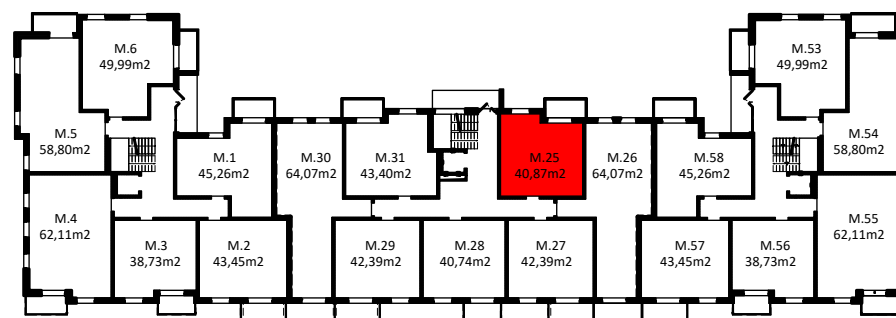 M.6
49,99m2
M.53
49,99m2
M.5
58,80m2
M.54
58,80m2
M.1
45,26m2
M.30
64,07m2
M.31
43,40m2
M.25
40,87m2
M.26
64,07m2
M.58
45,26m2
M.4
62,11m2
M.55
62,11m2
M.3
38,73m2
M.2
43,45m2
M.29
42,39m2
M.28
40,74m2
M.27
42,39m2
M.57
43,45m2
M.56
38,73m2